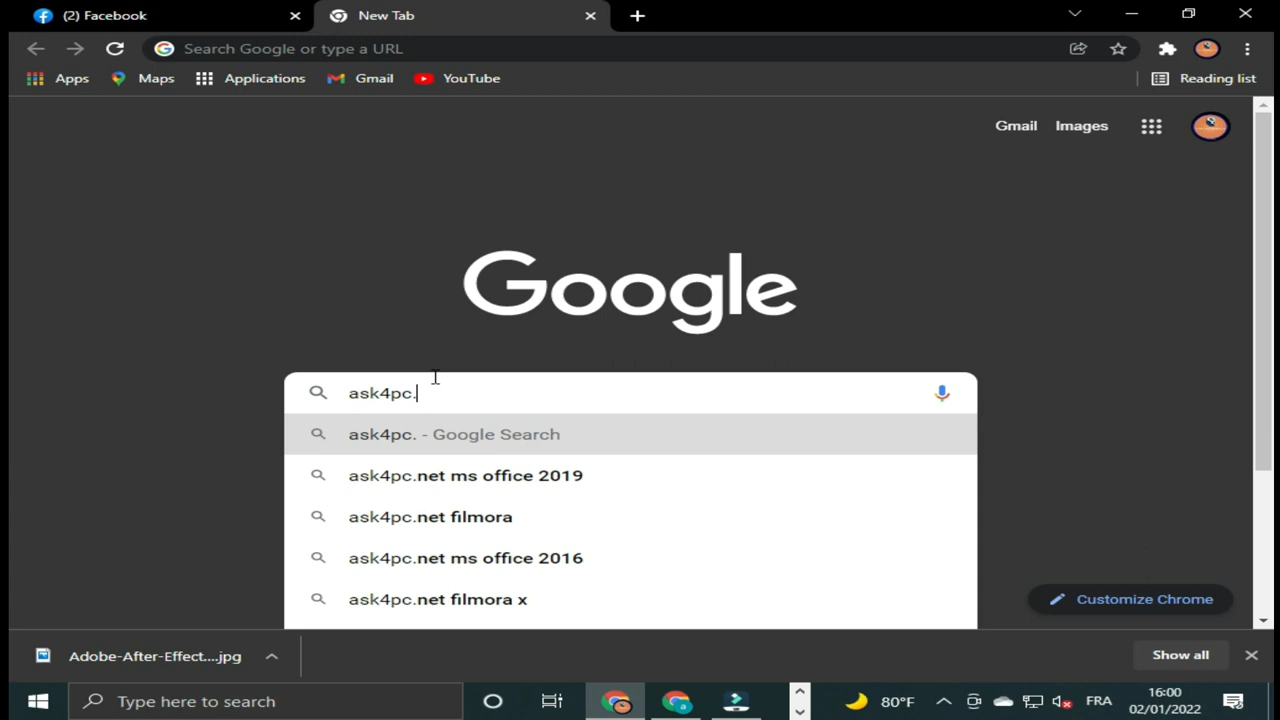 (2) Facebook
New Tab
Search Google or type a URL
Apps
Maps
Applications
Gmail
YouTube
Reading list
Gmail
Images
Google
ask4pc.
ask4pc. - Google Search
ask4pc.net ms office 2019
ask4pc.net filmora
ask4pc.net ms office 2016
ask4pc.net filmora x
Customize Chrome
Adobe-After-Effect....jpg
Show all
Type here to search
80°F
FRA
16:00
02/01/2022